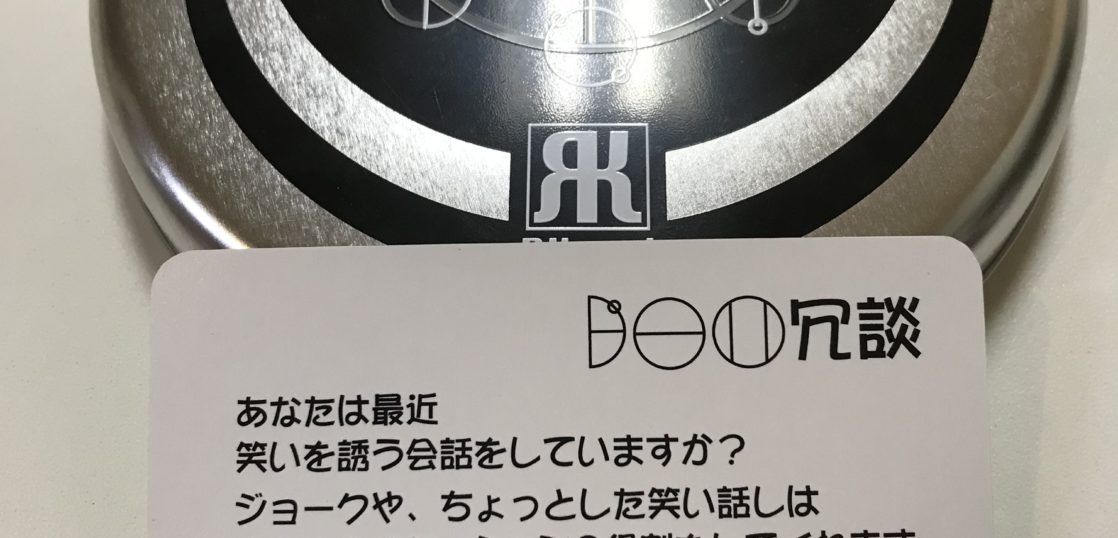 RK
冗談
あなたは最近
笑いを誘う会話をしていますか?
ジョークや、ちょっとした笑い話しは